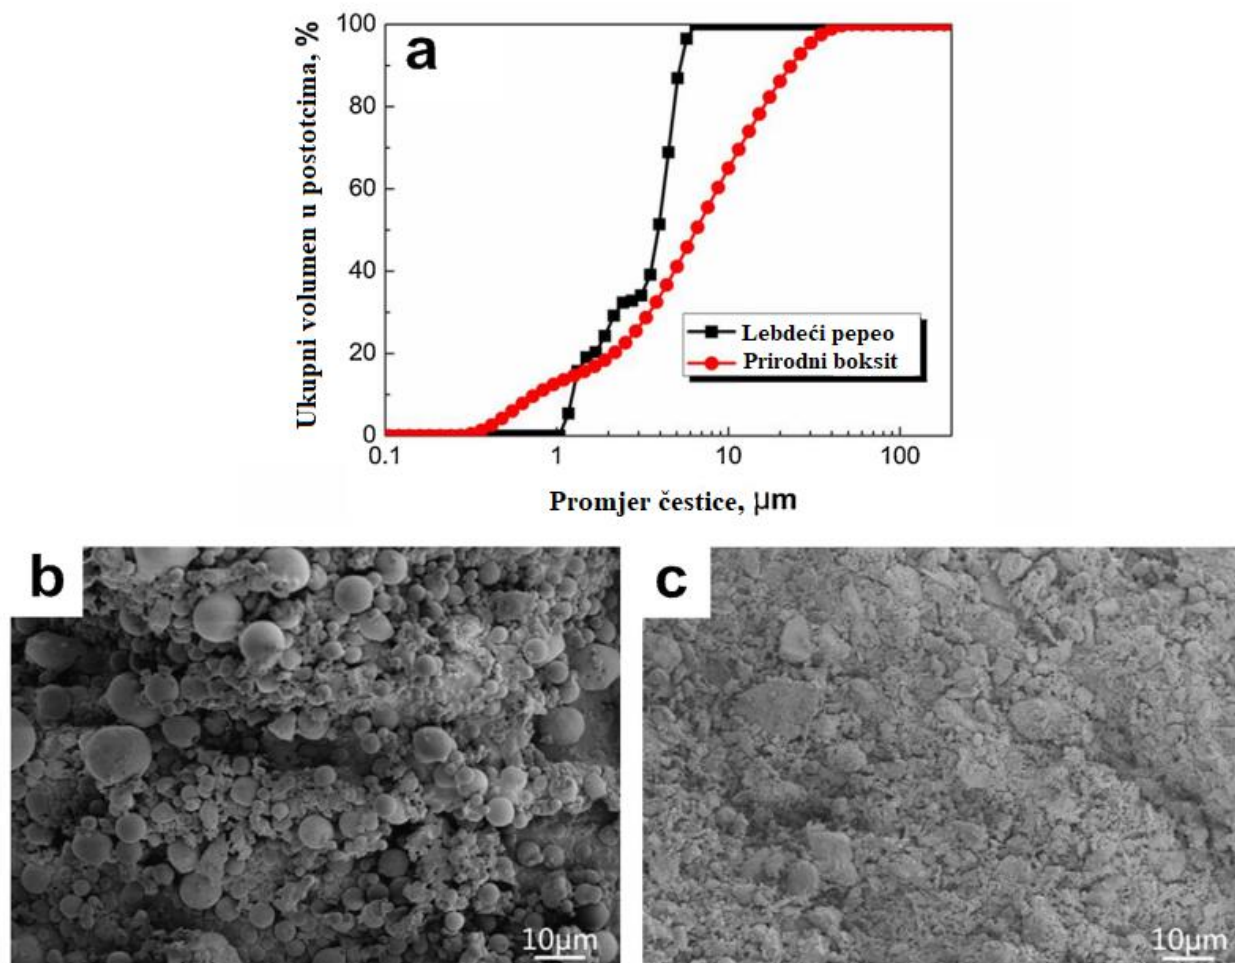 a
Ukupni volumen u postotcima, %
100
80
60
40
20
0
0.1
1
10
100
Lebdeći pepeo
Prirodni boksit
Promjer čestice, μm
b
10μm
c
10μm